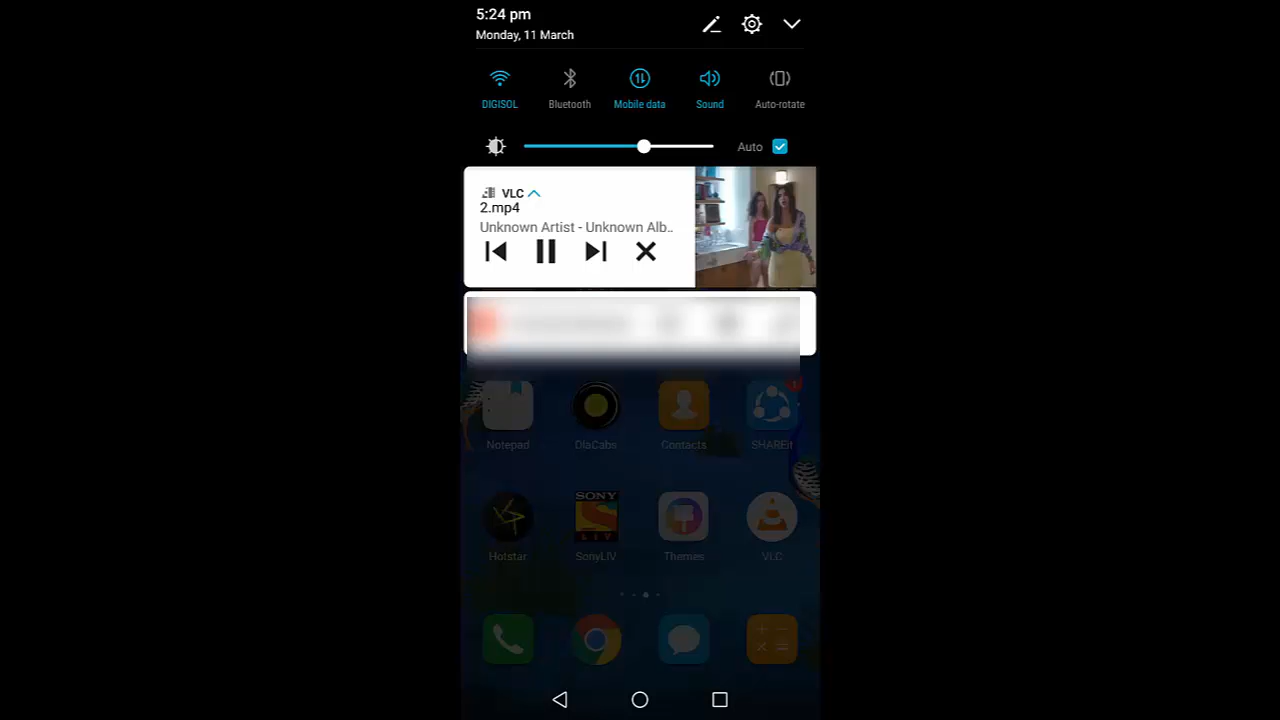 5:24 pm
Monday, 11 March
DIGISOL
Bluetooth
Mobile data
Sound
Auto-rotate
Auto
VLC
2.mp4
Unknown Artist - Unknown Alb..
1
Notepad
OlaCabs
Contacts
SHAREit
SONY
LIV
Hotstar
SonyLIV
Themes
VLC